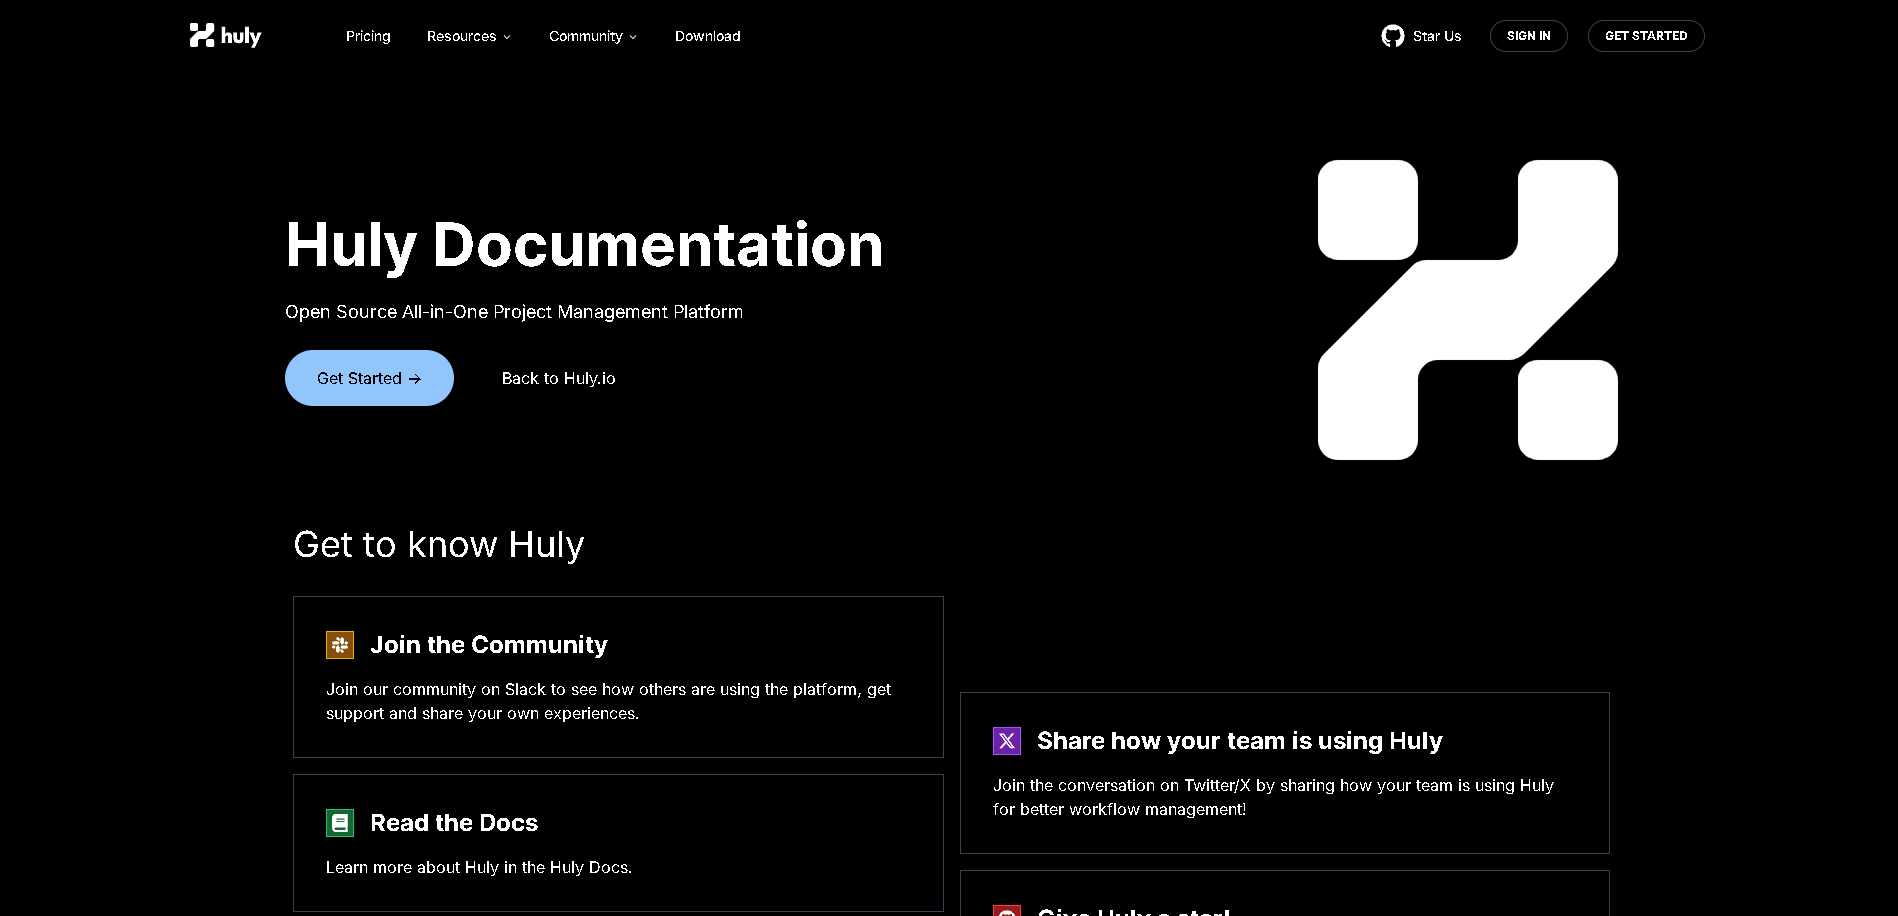 huly
Pricing
Resources
Community
Download
Star Us
SIGN IN
GET STARTED
Huly Documentation
Open Source All-in-One Project Management Platform
Get Started →
Back to Huly.io
Get to know Huly
Join the Community
Join our community on Slack to see how others are using the platform, get
support and share your own experiences.
Read the Docs
Learn more about Huly in the Huly Docs.
Share how your team is using Huly
Join the conversation on Twitter/X by sharing how your team is using Huly
for better workflow management!
Give Huly a star!